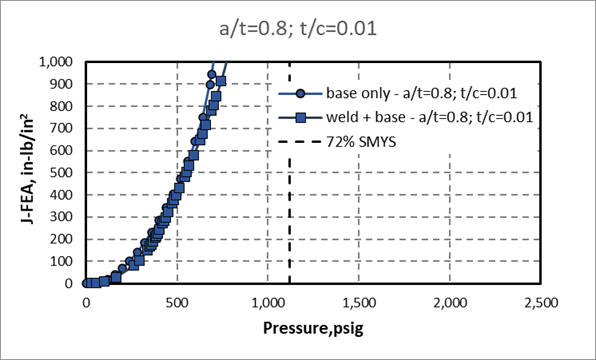 a/t=0.8; t/c=0.01
1,000
900
800
700
600
500
400
300
200
100
0
J-FEA, in-lb/in²
base only - a/t=0.8; t/c=0.01
weld + base - a/t=0.8; t/c=0.01
72% SMYS
0 500 1,000 1,500 2,000 2,500
Pressure,psig